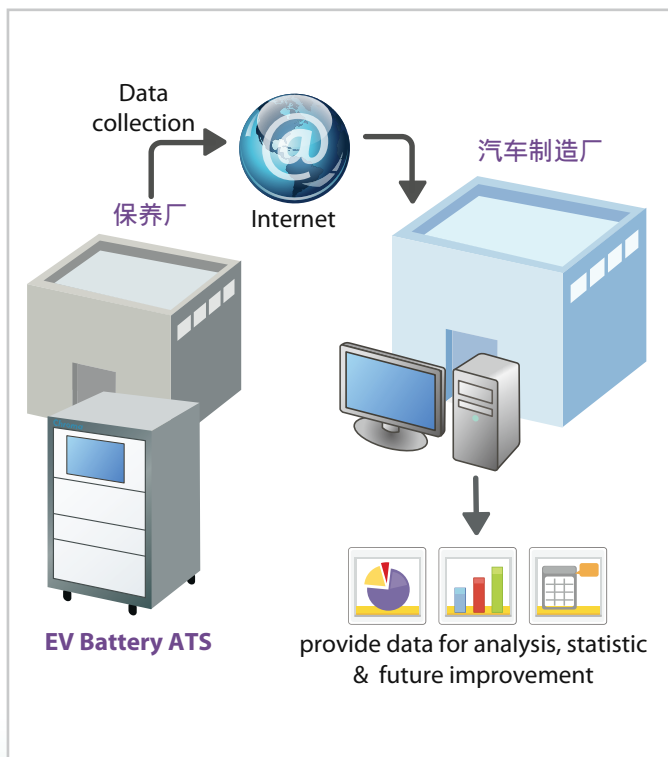 Data
collection
汽车制造厂
保养厂
Internet
EV Battery ATS
provide data for analysis, statistic
& future improvement